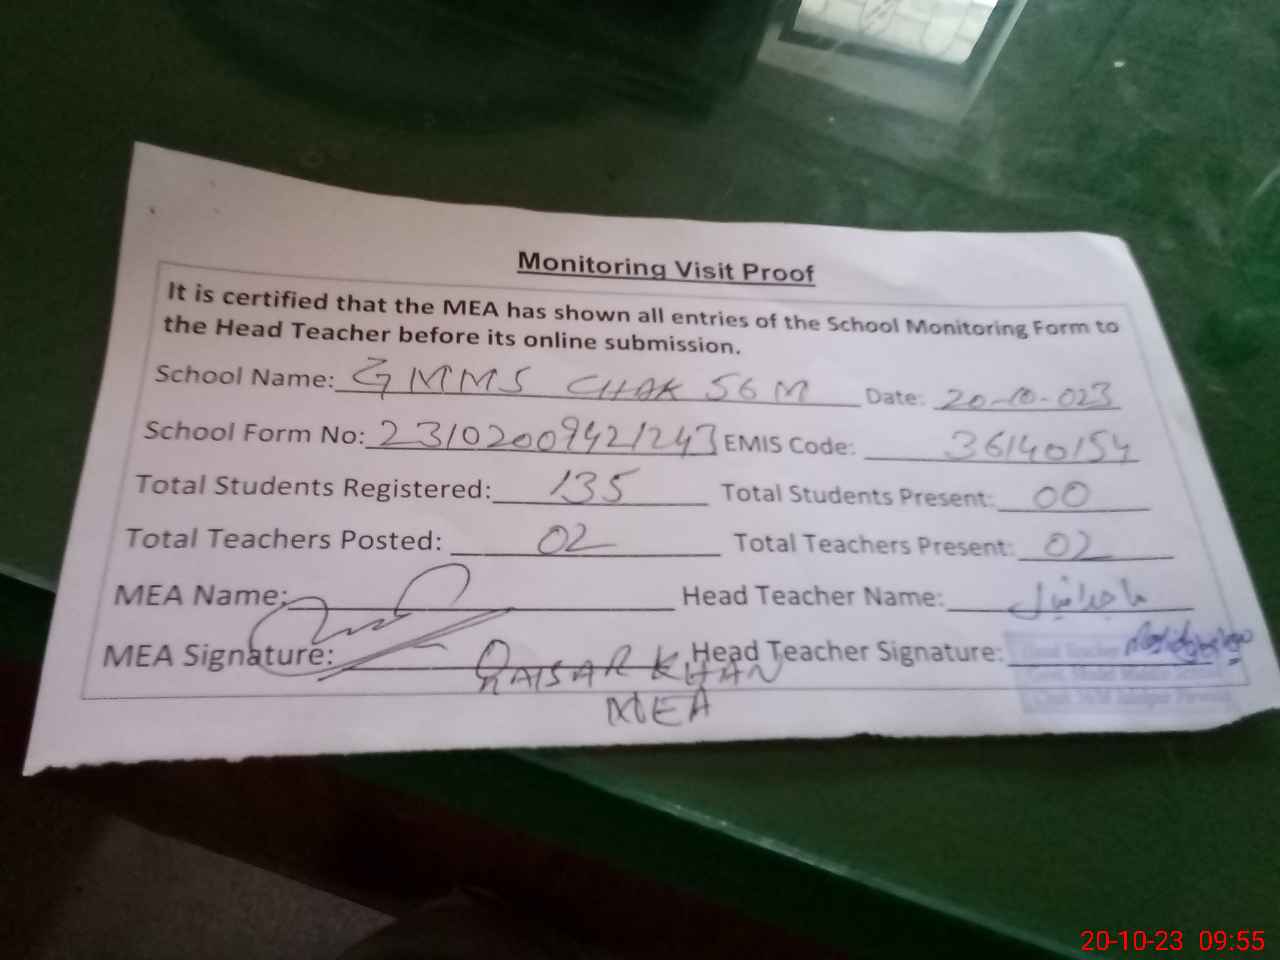 Monitoring Visit Proof
It is certified that the MEA has shown all entries of the School Monitoring Form to
the Head Teacher before its online submission.
School Name: GMMS CHAK 56 M Date: 20-10-023
School Form No: 231020099421243 EMIS Code: 36140154
Total Students Registered: 135 Total Students Present: 00
Total Teachers Posted: 02 Total Teachers Present: 02
MEA Name: Head Teacher Name:
MEA Signature: Head Teacher Signature:
QAISAR KHAN
MEA
20-10-23 09:55